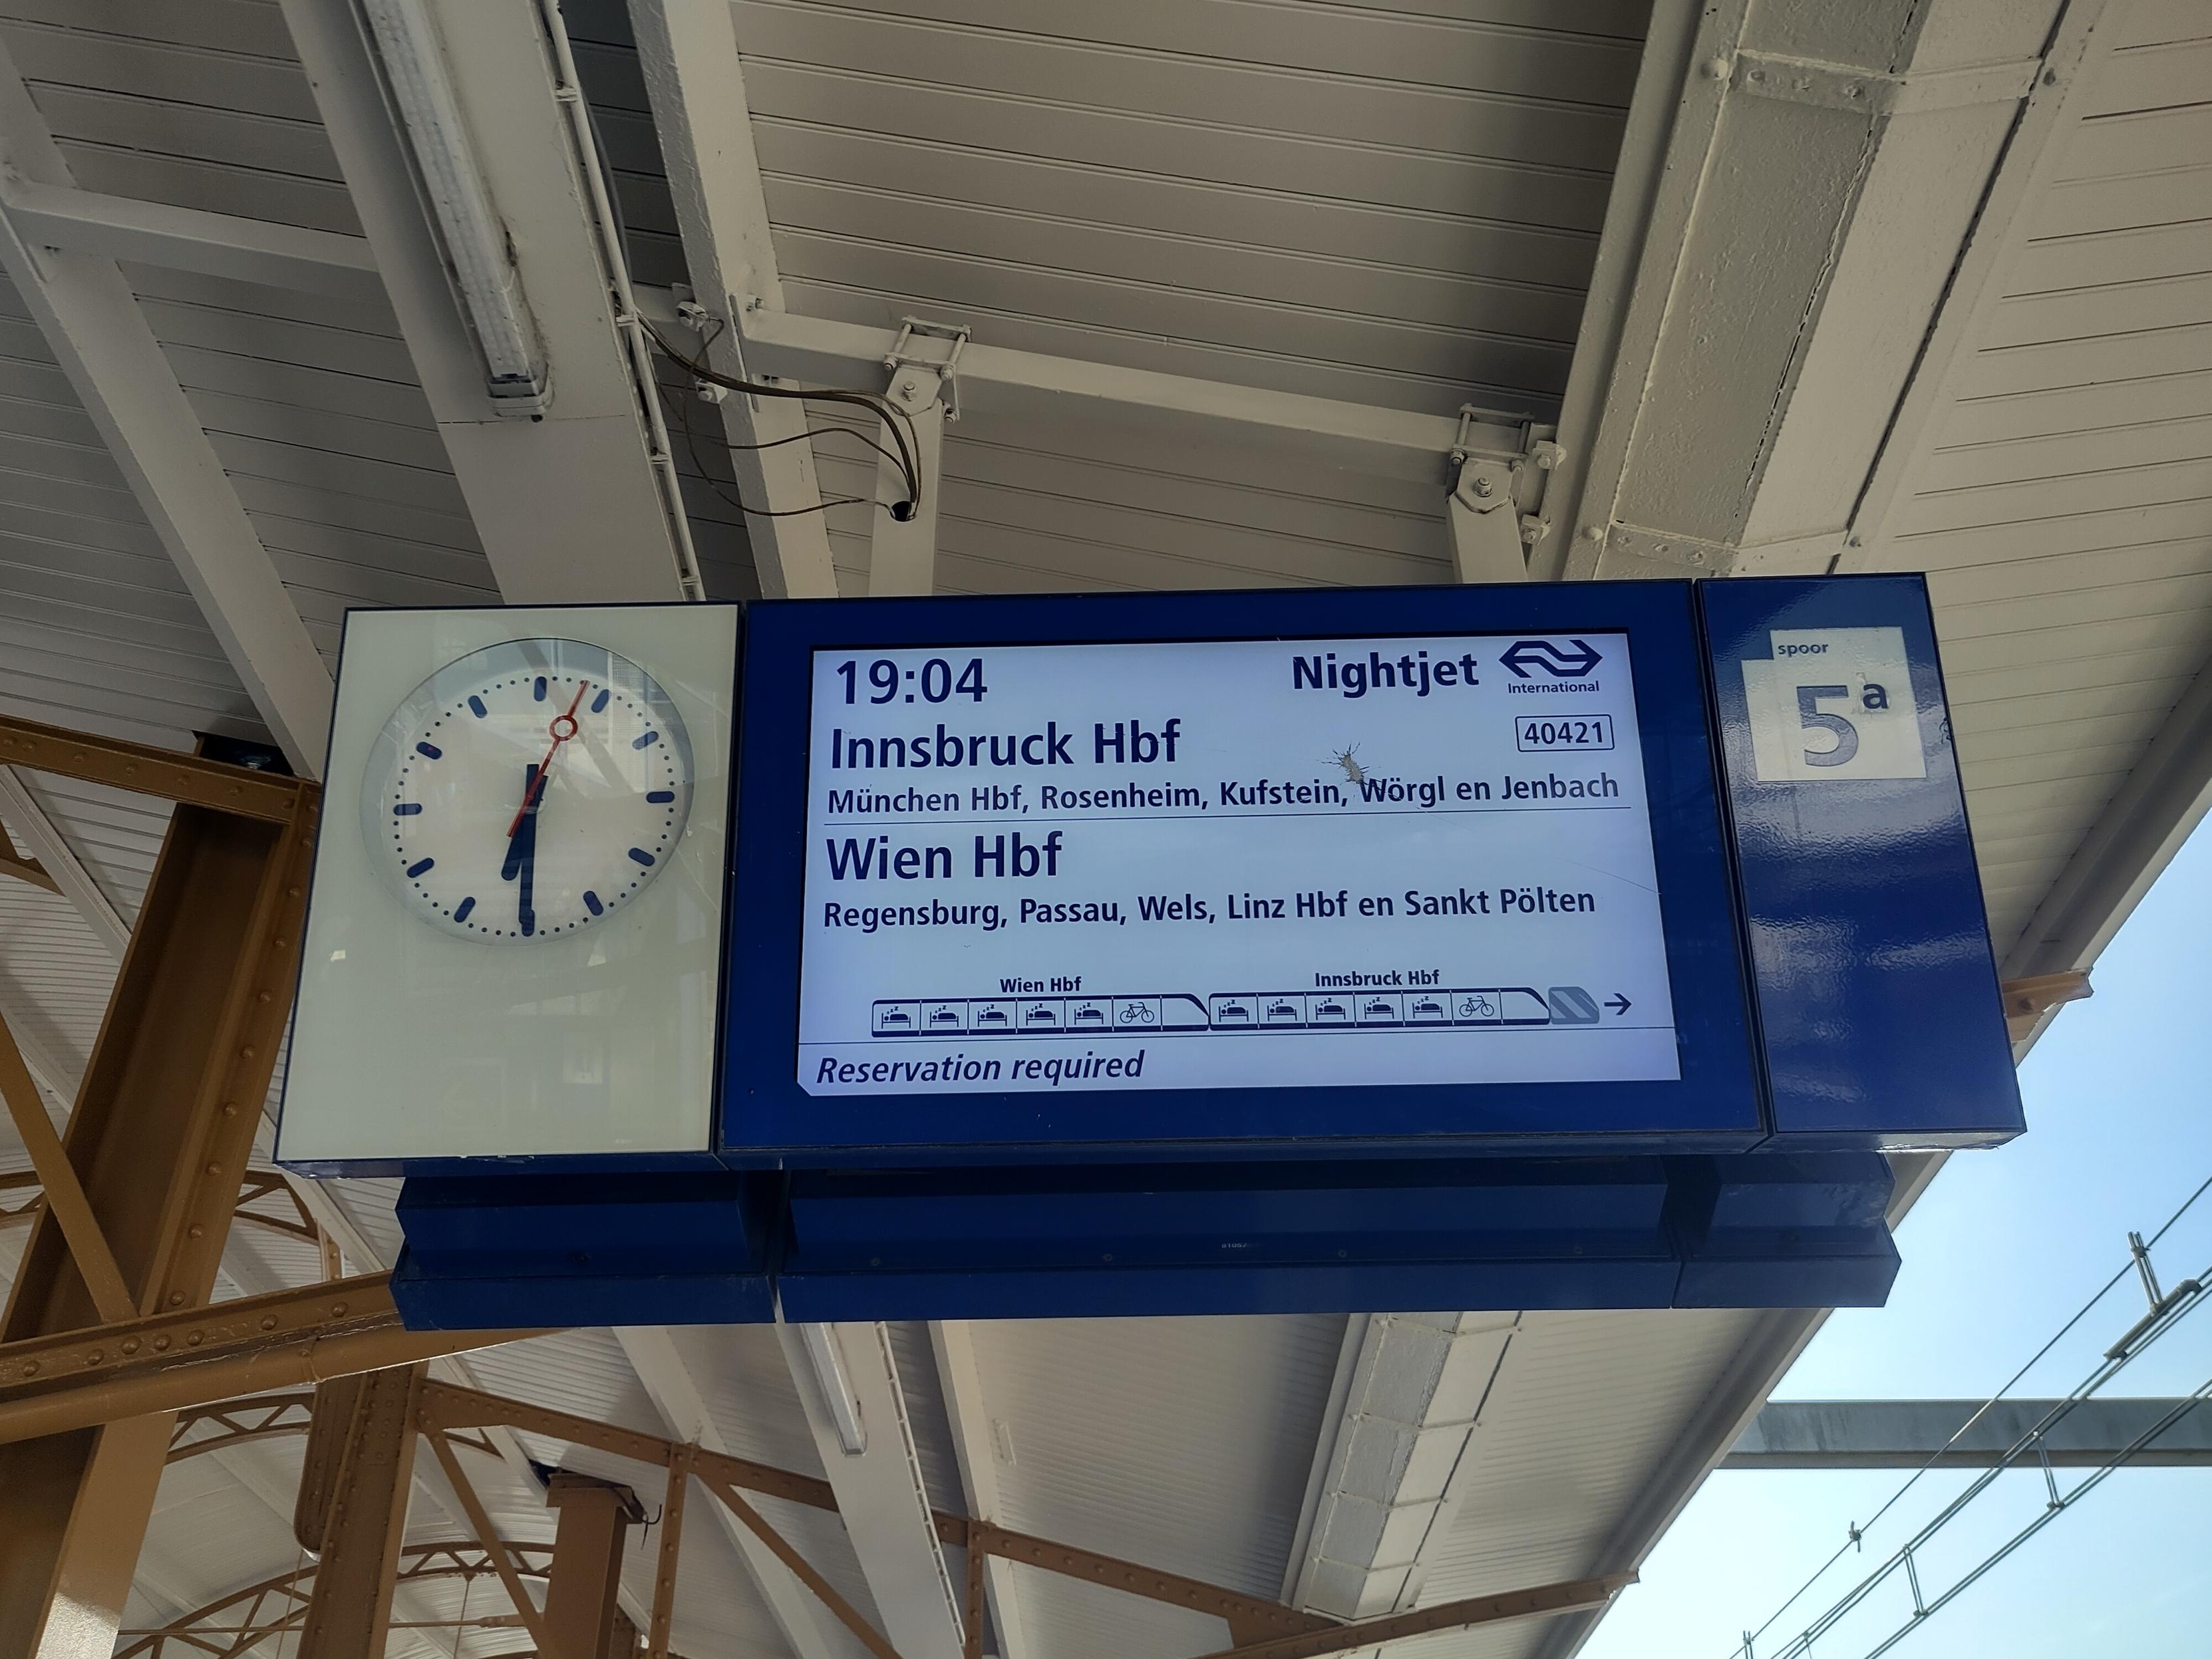 19:04
Nightjet
International
Innsbruck Hbf
40421
München Hbf, Rosenheim, Kufstein, Wörgl en Jenbach
Wien Hbf
Regensburg, Passau, Wels, Linz Hbf en Sankt Pölten
Wien Hbf
Innsbruck Hbf
Reservation required
spoor
5a